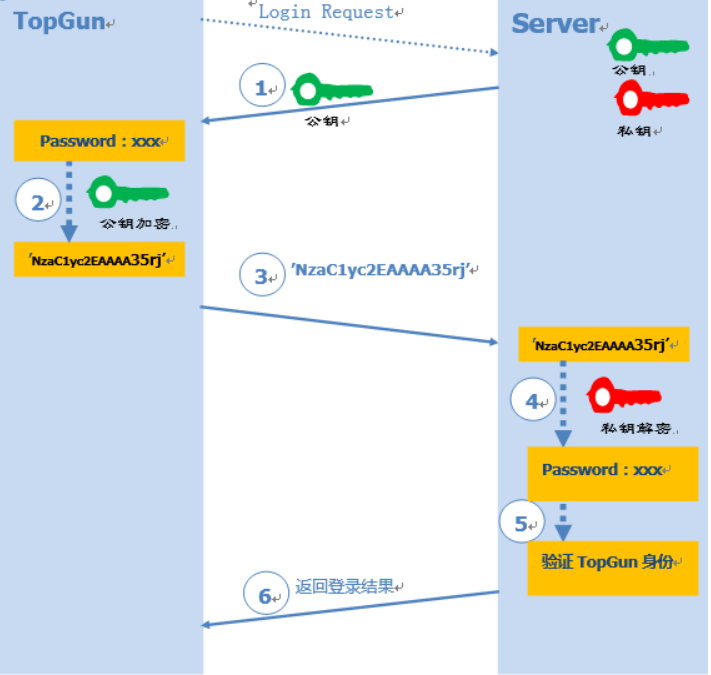 TopGun
Login Request
Server
公钥
私钥
1
公钥
Password：xxx
2
公钥加密
'NzaC1yc2EAAAA35rj'
3
'NzaC1yc2EAAAA35rj'
'NzaC1yc2EAAAA35rj'
4
私钥解密
Password：xxx
5
验证 TopGun 身份
6
返回登录结果